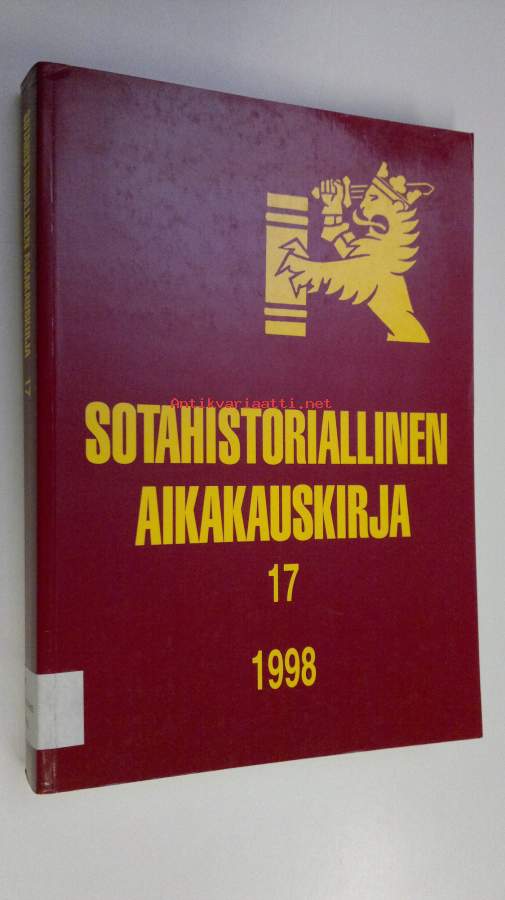 SOTAHISTORIALLINEN AIKAKAUSKIRJA 17
Antikvariaatti.net
SOTAHISTORIALLINEN
AIKAKAUSKIRJA
17
1998